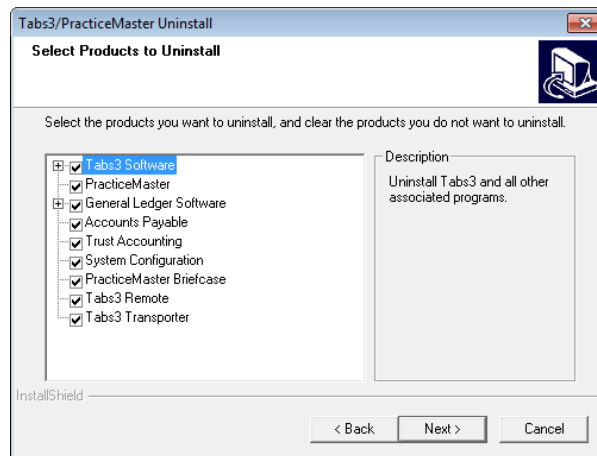 Tabs3/PracticeMaster Uninstall
Select Products to Uninstall
Select the products you want to uninstall, and clear the products you do not want to uninstall.
Tabs3 Software
PracticeMaster
General Ledger Software
Accounts Payable
Trust Accounting
System Configuration
PracticeMaster Briefcase
Tabs3 Remote
Tabs3 Transporter
Description
Uninstall Tabs3 and all other
associated programs.
InstallShield
< Back
Next >
Cancel